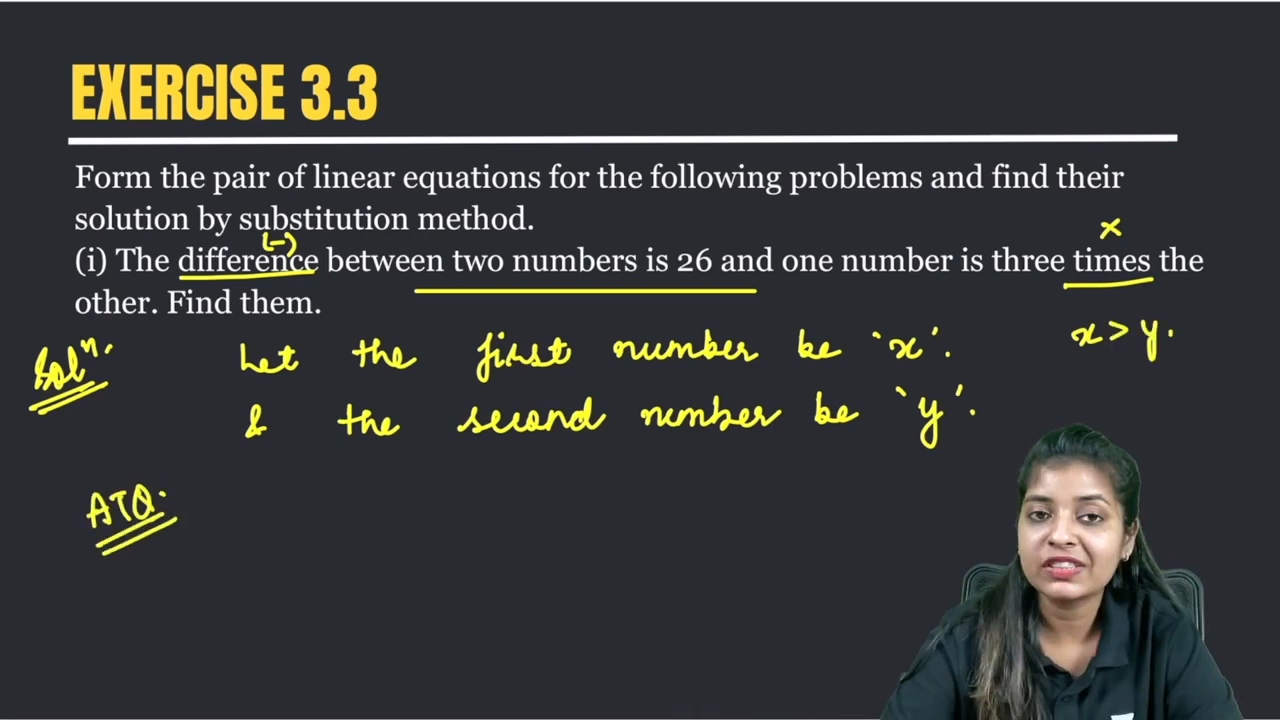 EXERCISE 3.3
Form the pair of linear equations for the following problems and find their
solution by substitution method.
(-)
×
(i) The difference between two numbers is 26 and one number is three times the
other. Find them.
Solⁿ. Let the first number be 'x'. x > y.
& the second number be 'y'.
ATQ.